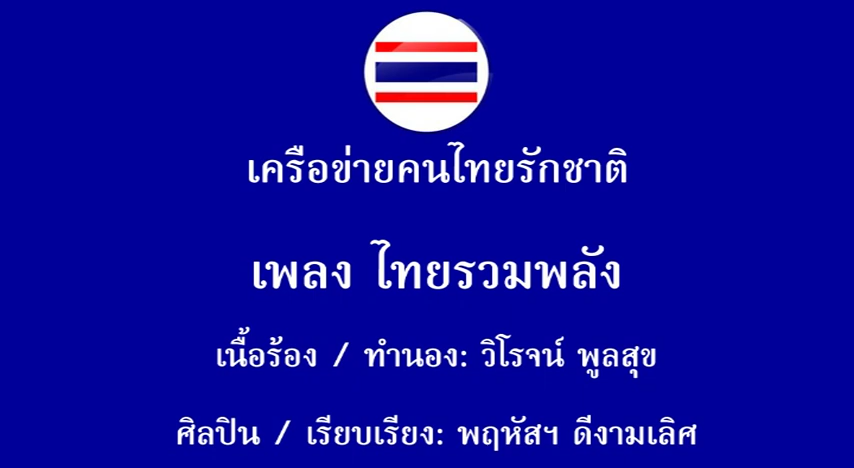 เครือข่ายคนไทยรักชาติ
เพลง ไทยรวมพลัง
เนื้อร้อง / ทำนอง: วิโรจน์ พูลสุข
ศิลปิน / เรียบเรียง: พฤหัสฯ ดีงามเลิศ